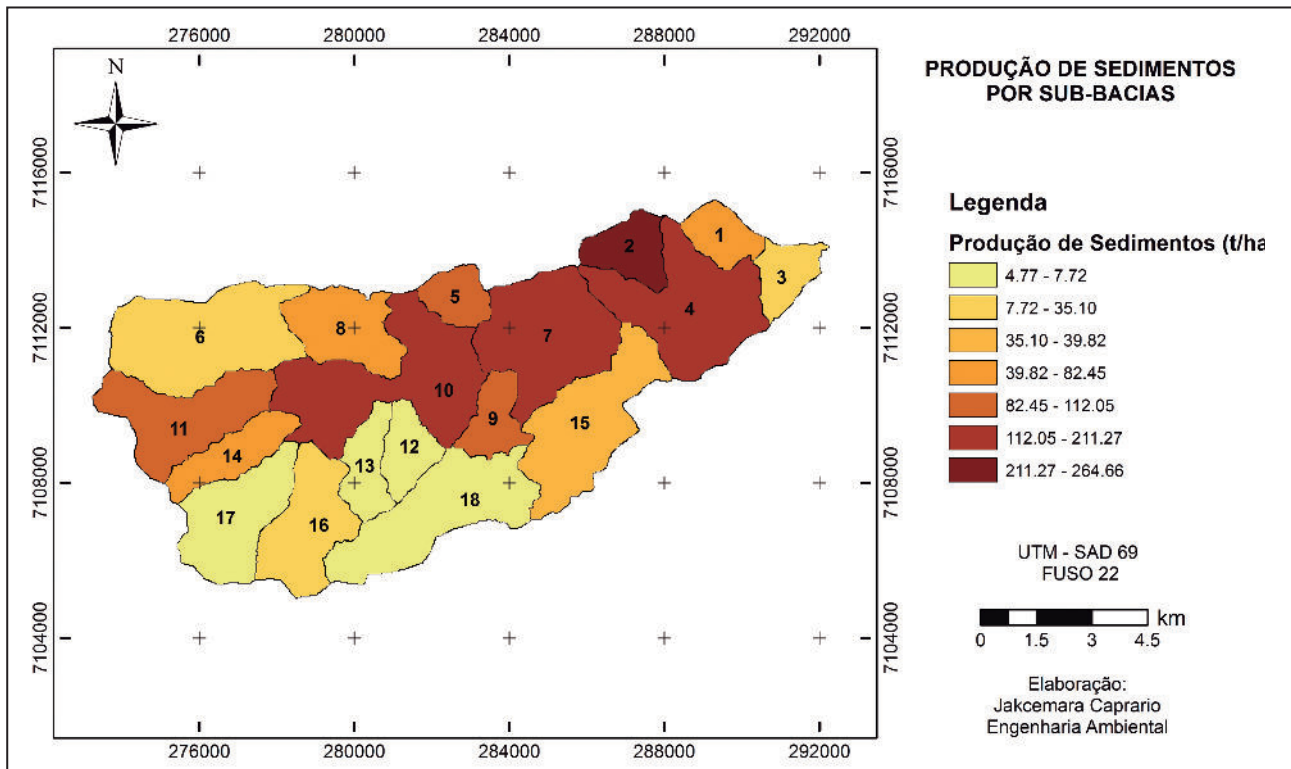 276000 280000 284000 288000 292000
N
7116000
7112000
7108000
7104000
7116000
7112000
7108000
7104000
1
2
3
4
5
6
7
8
9
10
11
12
13
14
15
16
17
18
276000 280000 284000 288000 292000
PRODUÇÃO DE SEDIMENTOS
POR SUB-BACIAS
Legenda
Produção de Sedimentos (t/ha
4.77 - 7.72
7.72 - 35.10
35.10 - 39.82
39.82 - 82.45
82.45 - 112.05
112.05 - 211.27
211.27 - 264.66
UTM - SAD 69
FUSO 22
km
0 1.5 3 4.5
Elaboração:
Jakcemara Caprario
Engenharia Ambiental